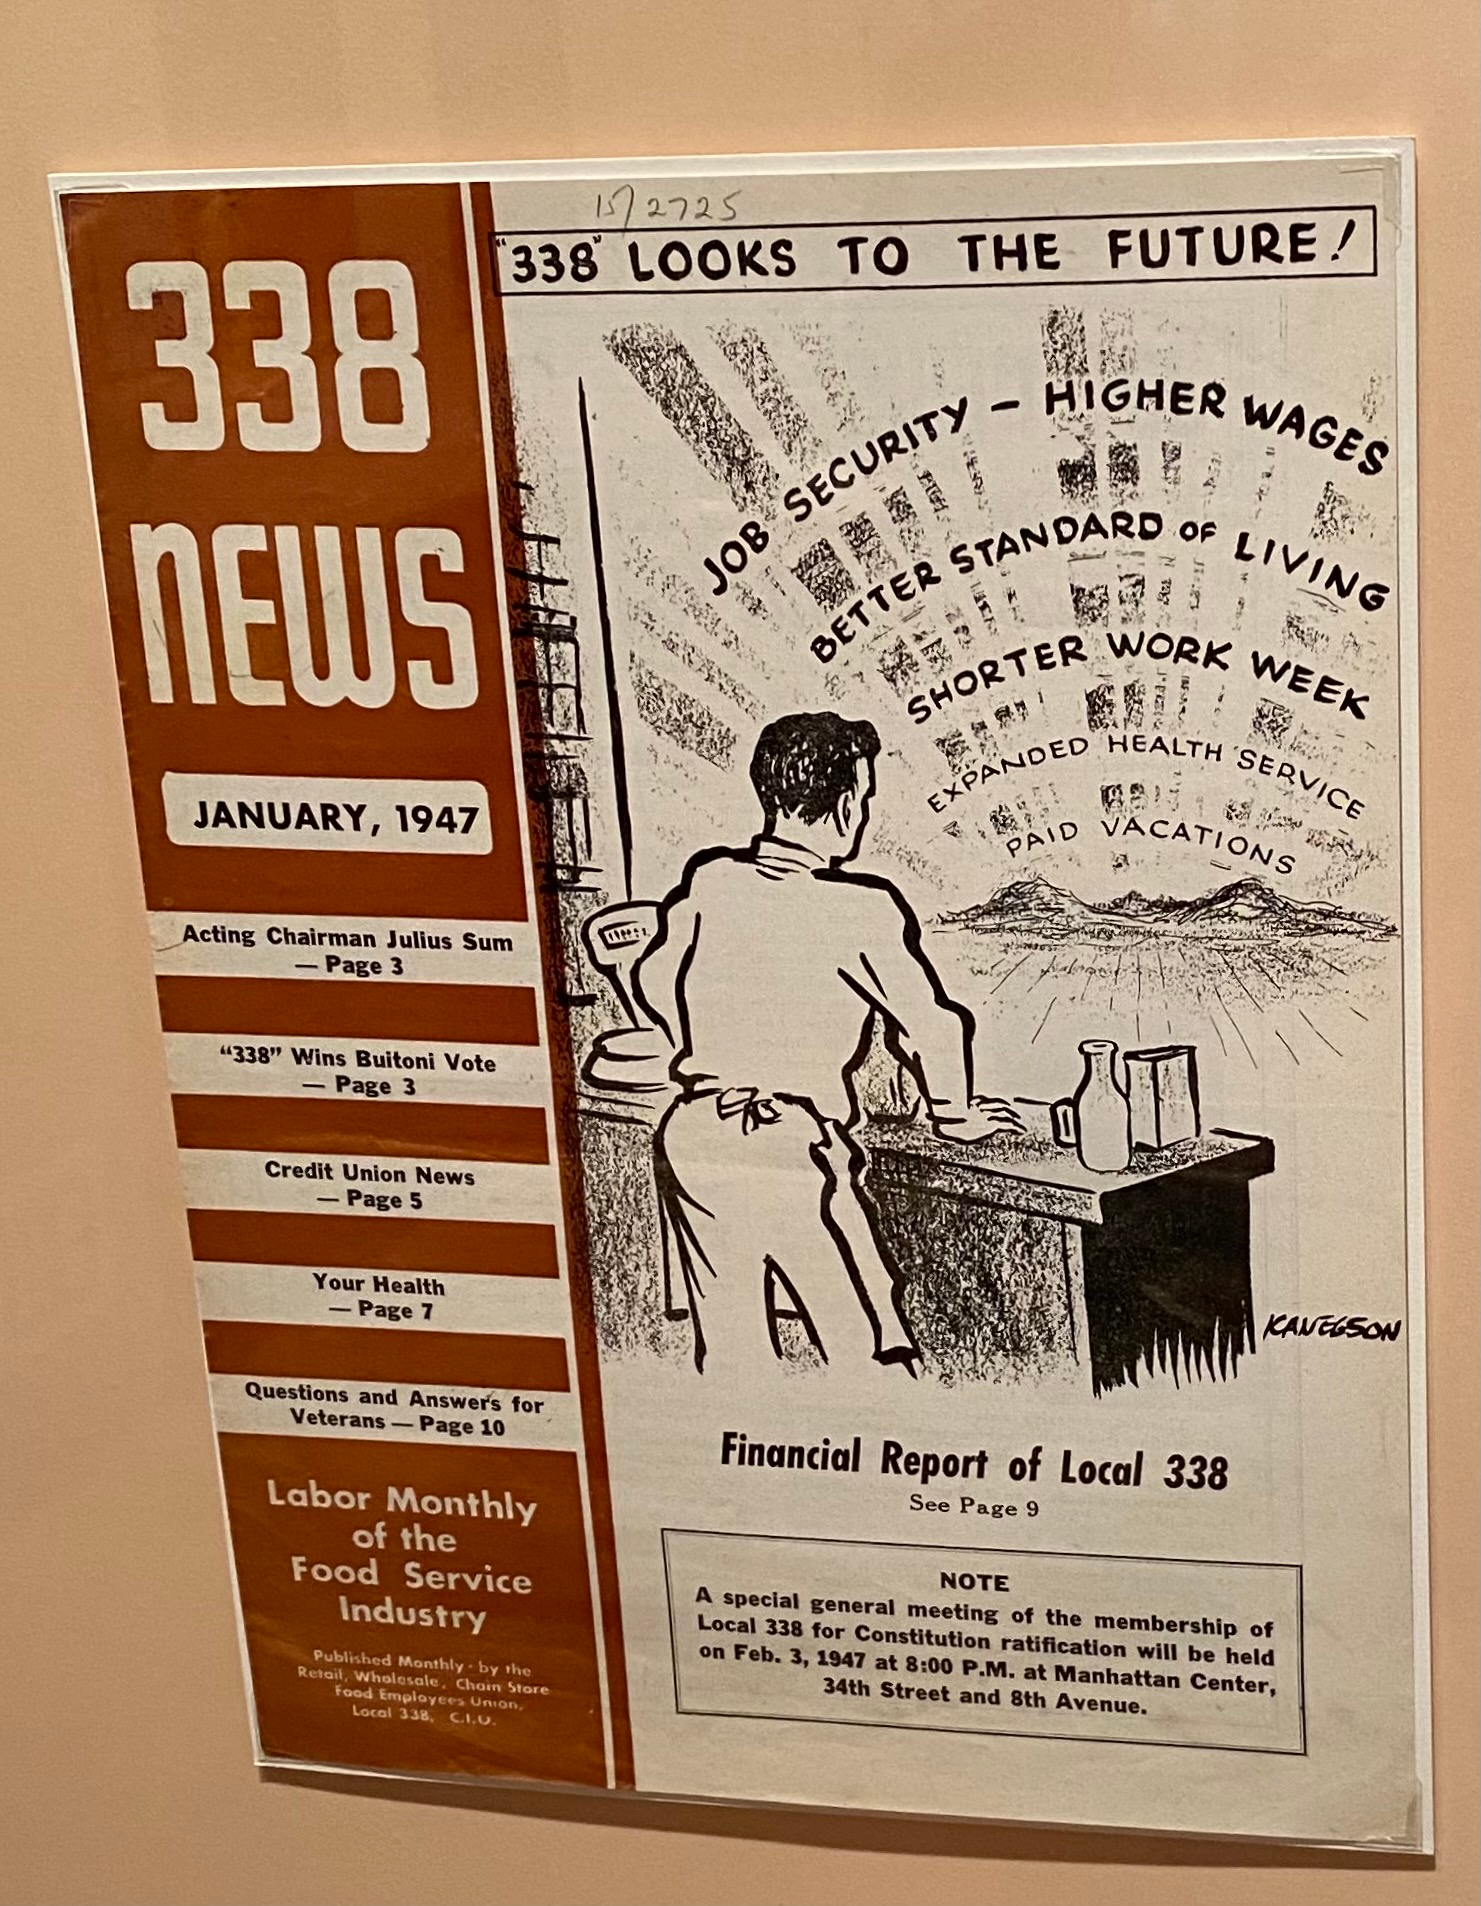 15/2725
338
NEWS
JANUARY, 1947
Acting Chairman Julius Sum
— Page 3
"338" Wins Buitoni Vote
— Page 3
Credit Union News
— Page 5
Your Health
— Page 7
Questions and Answers for
Veterans — Page 10
Labor Monthly
of the
Food Service
Industry
Published Monthly · by the
Retail, Wholesale, Chain Store
Food Employees Union,
Local 338, C.I.O.
"338" LOOKS TO THE FUTURE!
JOB SECURITY – HIGHER WAGES
BETTER STANDARD OF LIVING
SHORTER WORK WEEK
EXPANDED HEALTH SERVICE
PAID VACATIONS
KANEGSON
Financial Report of Local 338
See Page 9
NOTE
A special general meeting of the membership of
Local 338 for Constitution ratification will be held
on Feb. 3, 1947 at 8:00 P.M. at Manhattan Center,
34th Street and 8th Avenue.